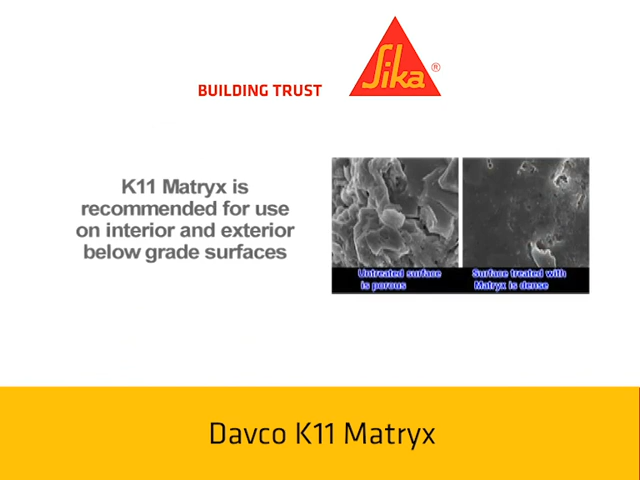 BUILDING TRUST
Sika®
K11 Matryx is
recommended for use
on interior and exterior
below grade surfaces
Untreated surface
is porous
Surface treated with
Matryx is dense
Davco K11 Matryx